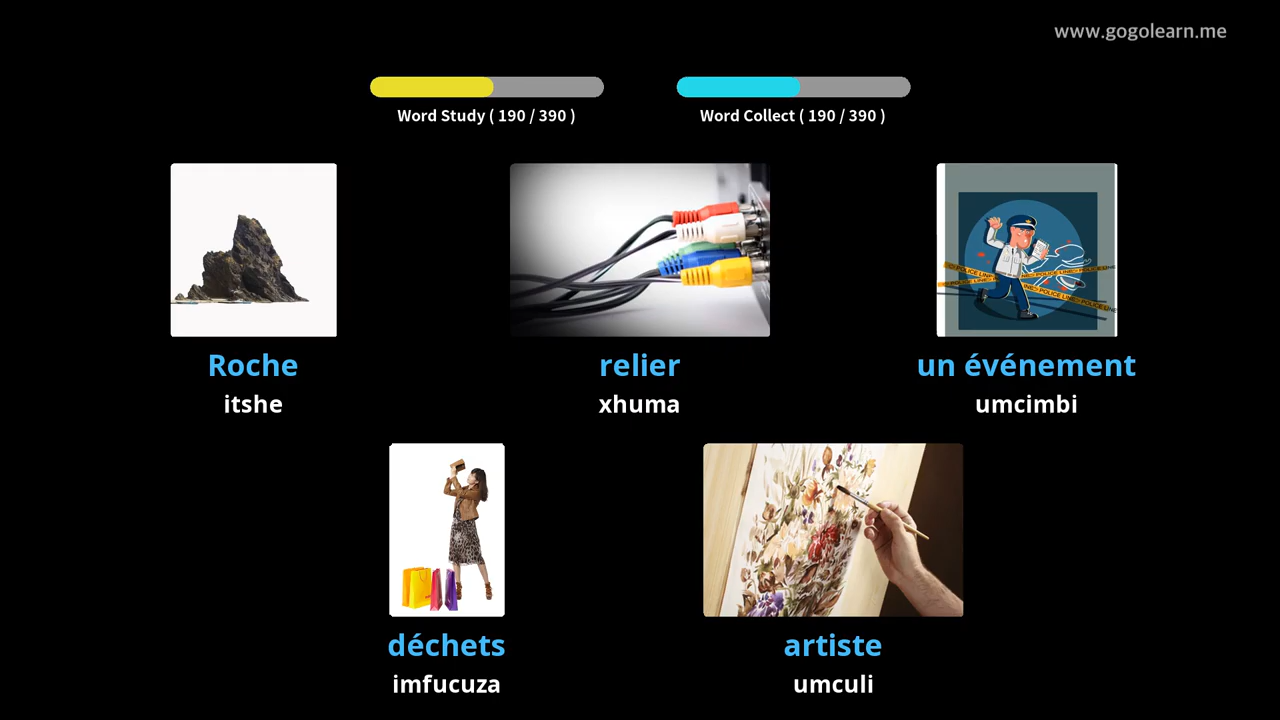 www.gogolearn.me
Word Study ( 190 / 390 )
Word Collect ( 190 / 390 )
Roche
itshe
relier
xhuma
un événement
umcimbi
déchets
imfucuza
artiste
umculi